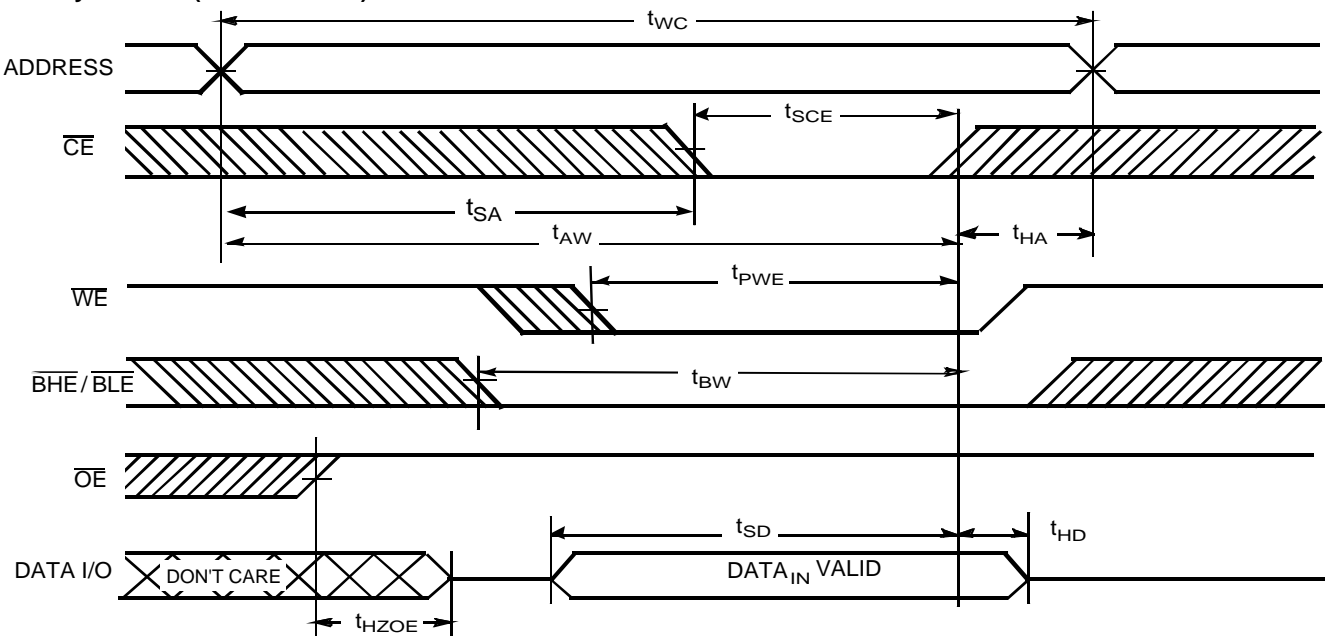 tWC
ADDRESS
tSCE
CE
tSA
tAW
tHA
tPWE
WE
BHE/BLE
tBW
OE
tSD
tHD
DATA I/O
DON'T CARE
DATAIN VALID
tHZOE